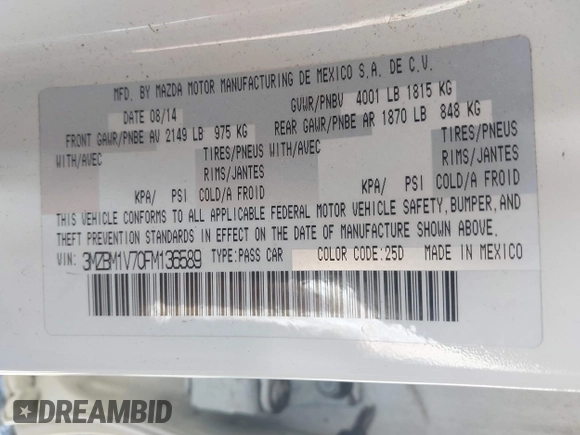 MFD. BY MAZDA MOTOR MANUFACTURING DE MEXICO S.A. DE C.V.
DATE 08/14 GVWR/PNBV 4001 LB 1815 KG
FRONT GAWR/PNBE AV 2149 LB 975 KG REAR GAWR/PNBE AR 1870 LB 848 KG
WITH/AVEC TIRES/PNEUS WITH/AVEC TIRES/PNEUS
RIMS/JANTES RIMS/JANTES
KPA/ PSI COLD/A FROID KPA/ PSI COLD/A FROID
THIS VEHICLE CONFORMS TO ALL APPLICABLE FEDERAL MOTOR VEHICLE SAFETY, BUMPER, AND
THEFT PREVENTION STANDARDS IN EFFECT ON THE DATE OF MANUFACTURE SHOWN ABOVE.
VIN: 3MZBM1V70FM136589 TYPE:PASS CAR COLOR CODE:25D MADE IN MEXICO
DREAMBID